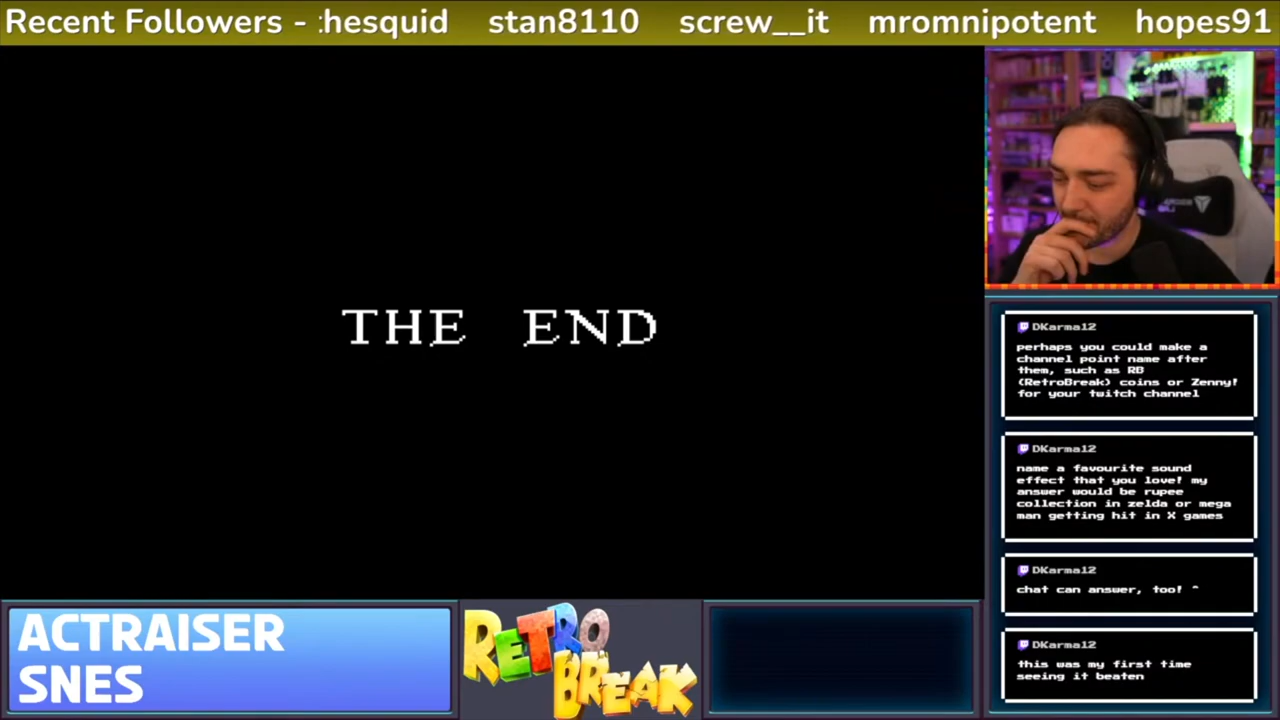 Recent Followers - :hesquid stan8110 screw__it mromnipotent hopes91
THE END
DKarma12
perhaps you could make a
channel point name after
them, such as RB
(RetroBreak) coins or Zenny!
for your twitch channel
DKarma12
name a favourite sound
effect that you love! my
answer would be rupee
collection in zelda or mega
man getting hit in X games
DKarma12
chat can answer, too! ^
DKarma12
this was my first time
seeing it beaten
ACTRAISER
SNES
RETRO
BREAK